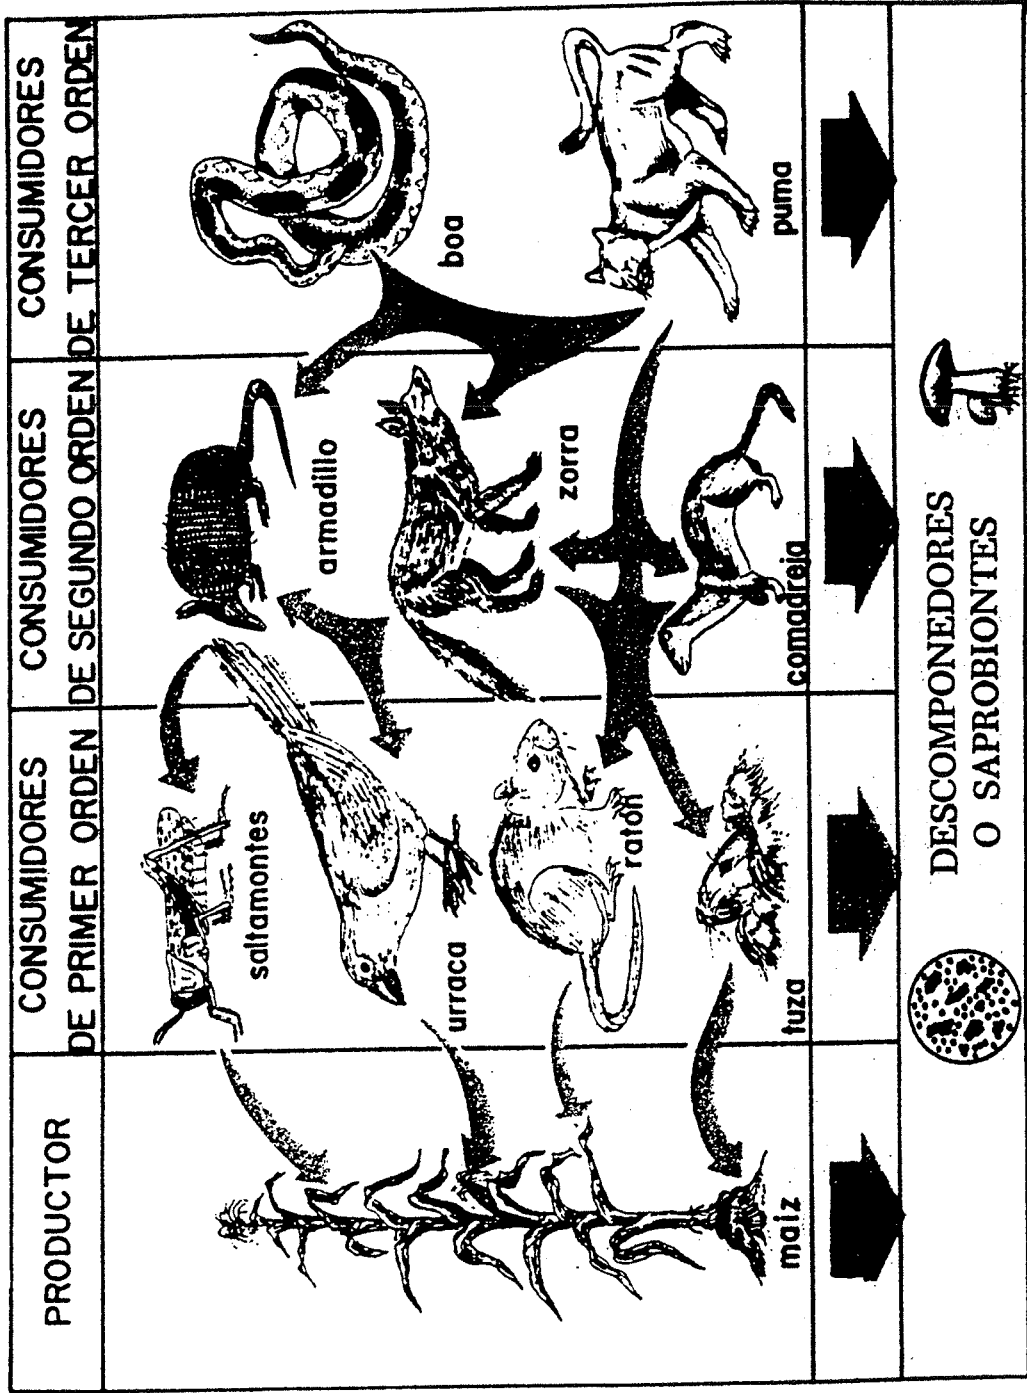 PRODUCTOR
CONSUMIDORES
DE PRIMER ORDEN
CONSUMIDORES
DE SEGUNDO ORDEN
CONSUMIDORES
DE TERCER ORDEN
maiz
saltamontes
urraca
ratón
tuza
armadillo
zorra
comadreja
boa
puma
DESCOMPONEDORES
O SAPROBIONTES